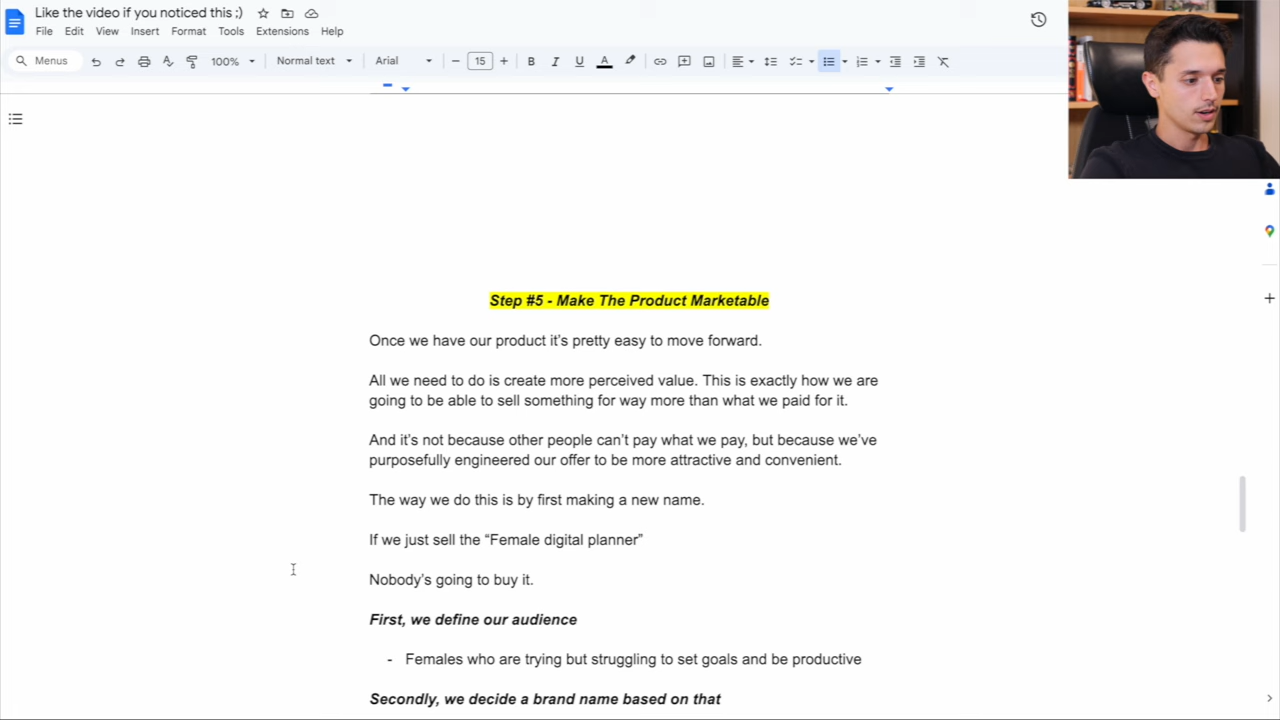 Like the video if you noticed this ;)
File Edit View Insert Format Tools Extensions Help
Menus 100% Normal text Arial 15 B I U A
Step #5 - Make The Product Marketable
Once we have our product it's pretty easy to move forward.
All we need to do is create more perceived value. This is exactly how we are
going to be able to sell something for way more than what we paid for it.
And it's not because other people can't pay what we pay, but because we've
purposefully engineered our offer to be more attractive and convenient.
The way we do this is by first making a new name.
If we just sell the “Female digital planner”
Nobody's going to buy it.
First, we define our audience
- Females who are trying but struggling to set goals and be productive
Secondly, we decide a brand name based on that